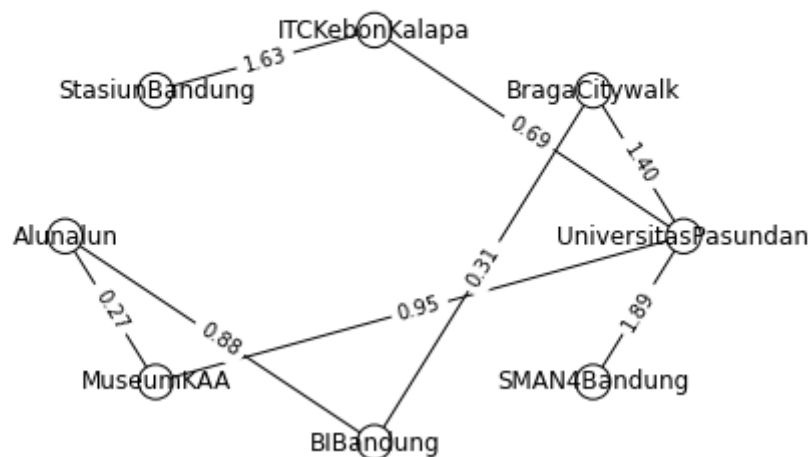 ITCKebonKalapa
1.63
StasiunBandung
BragaCitywalk
0.69
1.40
Alunalun
UniversitasPasundan
0.31
0.27
0.95
1.89
0.88
MuseumKAA
SMAN4Bandung
BIBandung